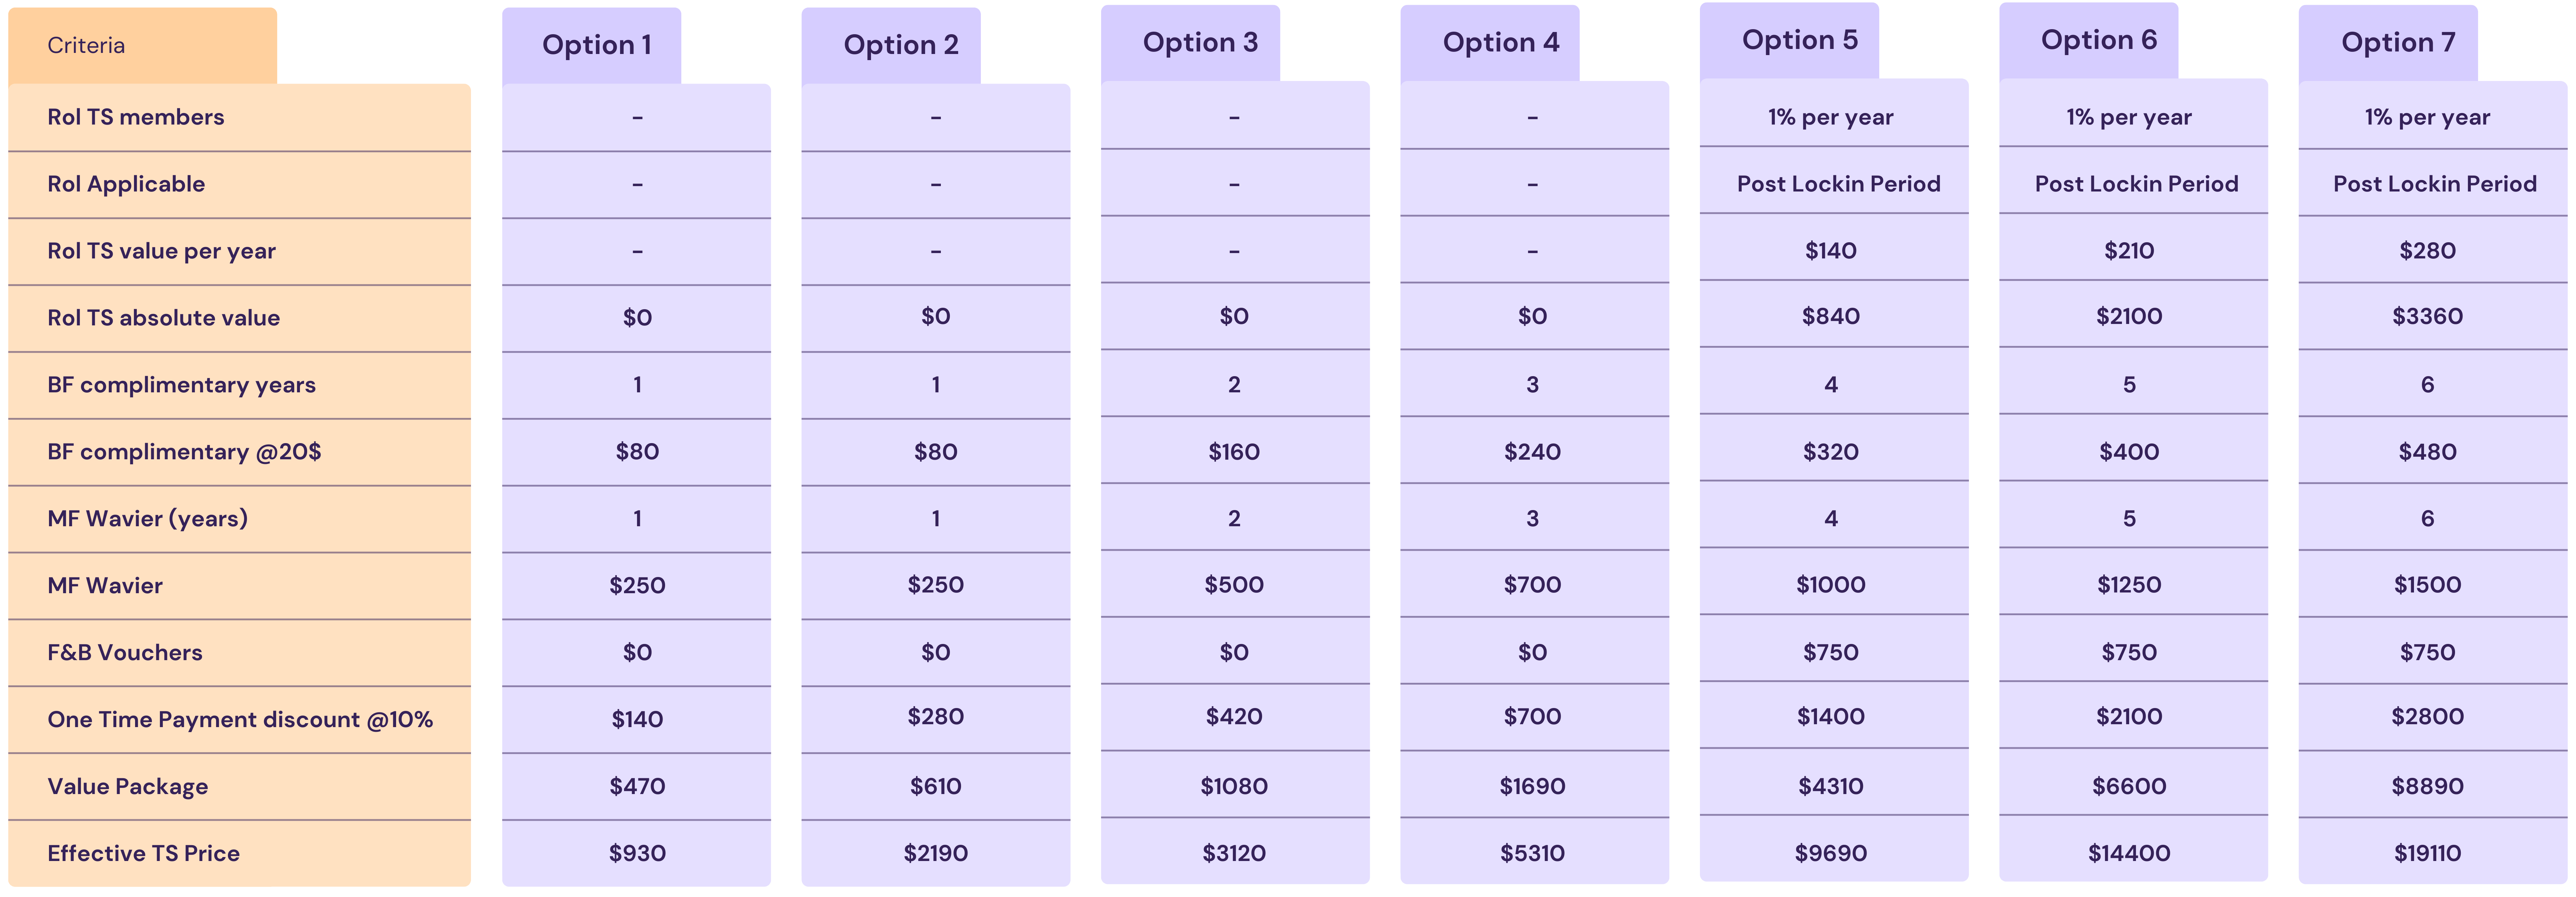 Criteria Option 1 Option 2 Option 3 Option 4 Option 5 Option 6 Option 7
RoI TS members - - - - 1% per year 1% per year 1% per year
RoI Applicable - - - - Post Lockin Period Post Lockin Period Post Lockin Period
RoI TS value per year - - - - $140 $210 $280
RoI TS absolute value $0 $0 $0 $0 $840 $2100 $3360
BF complimentary years 1 1 2 3 4 5 6
BF complimentary @20$ $80 $80 $160 $240 $320 $400 $480
MF Wavier (years) 1 1 2 3 4 5 6
MF Wavier $250 $250 $500 $700 $1000 $1250 $1500
F&B Vouchers $0 $0 $0 $0 $750 $750 $750
One Time Payment discount @10% $140 $280 $420 $700 $1400 $2100 $2800
Value Package $470 $610 $1080 $1690 $4310 $6600 $8890
Effective TS Price $930 $2190 $3120 $5310 $9690 $14400 $19110